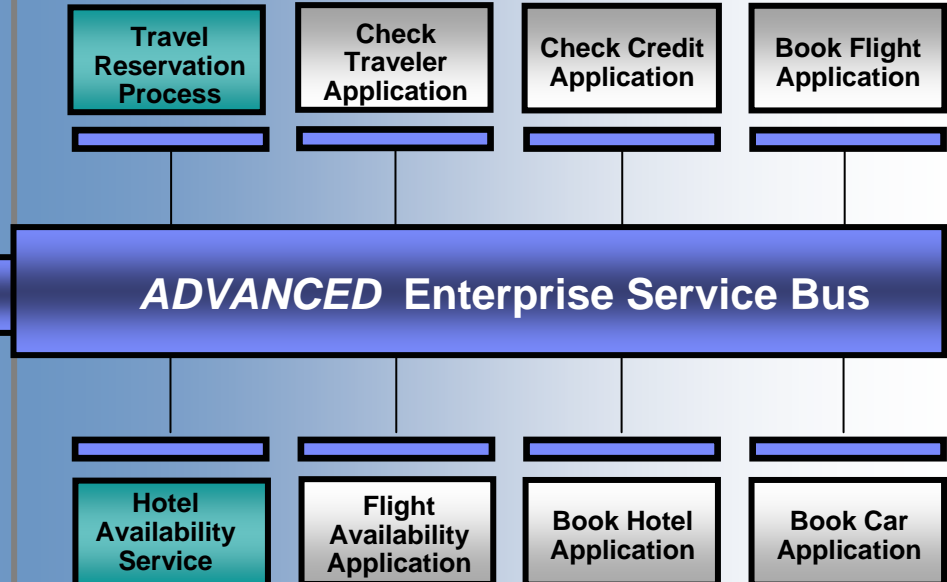 Travel
Reservation
Process
Check
Traveler
Application
Check Credit
Application
Book Flight
Application
ADVANCED Enterprise Service Bus
Hotel
Availability
Service
Flight
Availability
Application
Book Hotel
Application
Book Car
Application